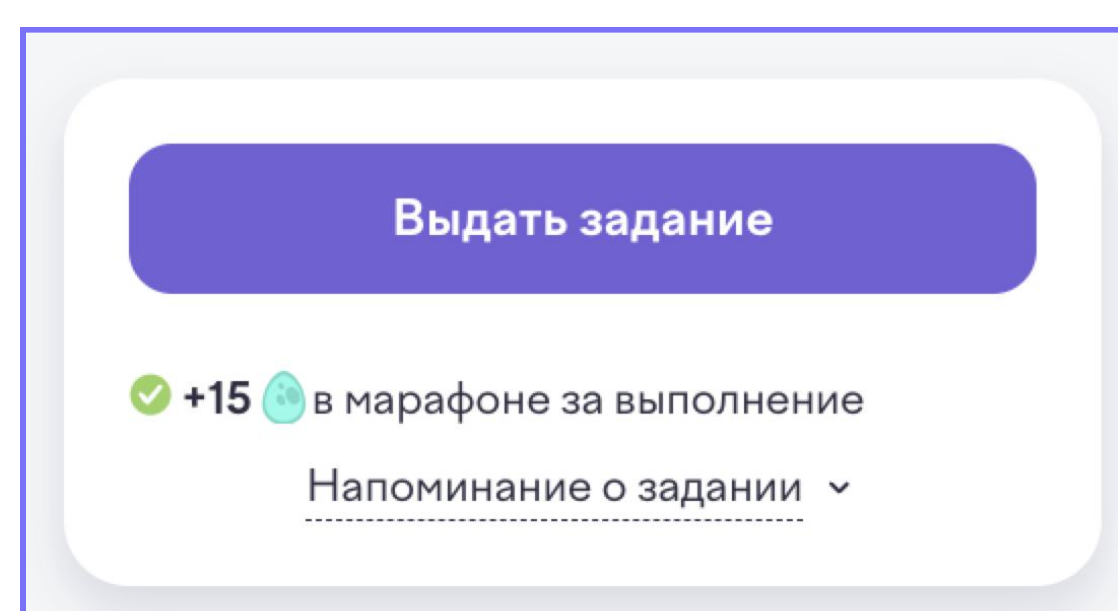 Выдать задание
+15 в марафоне за выполнение
Напоминание о задании